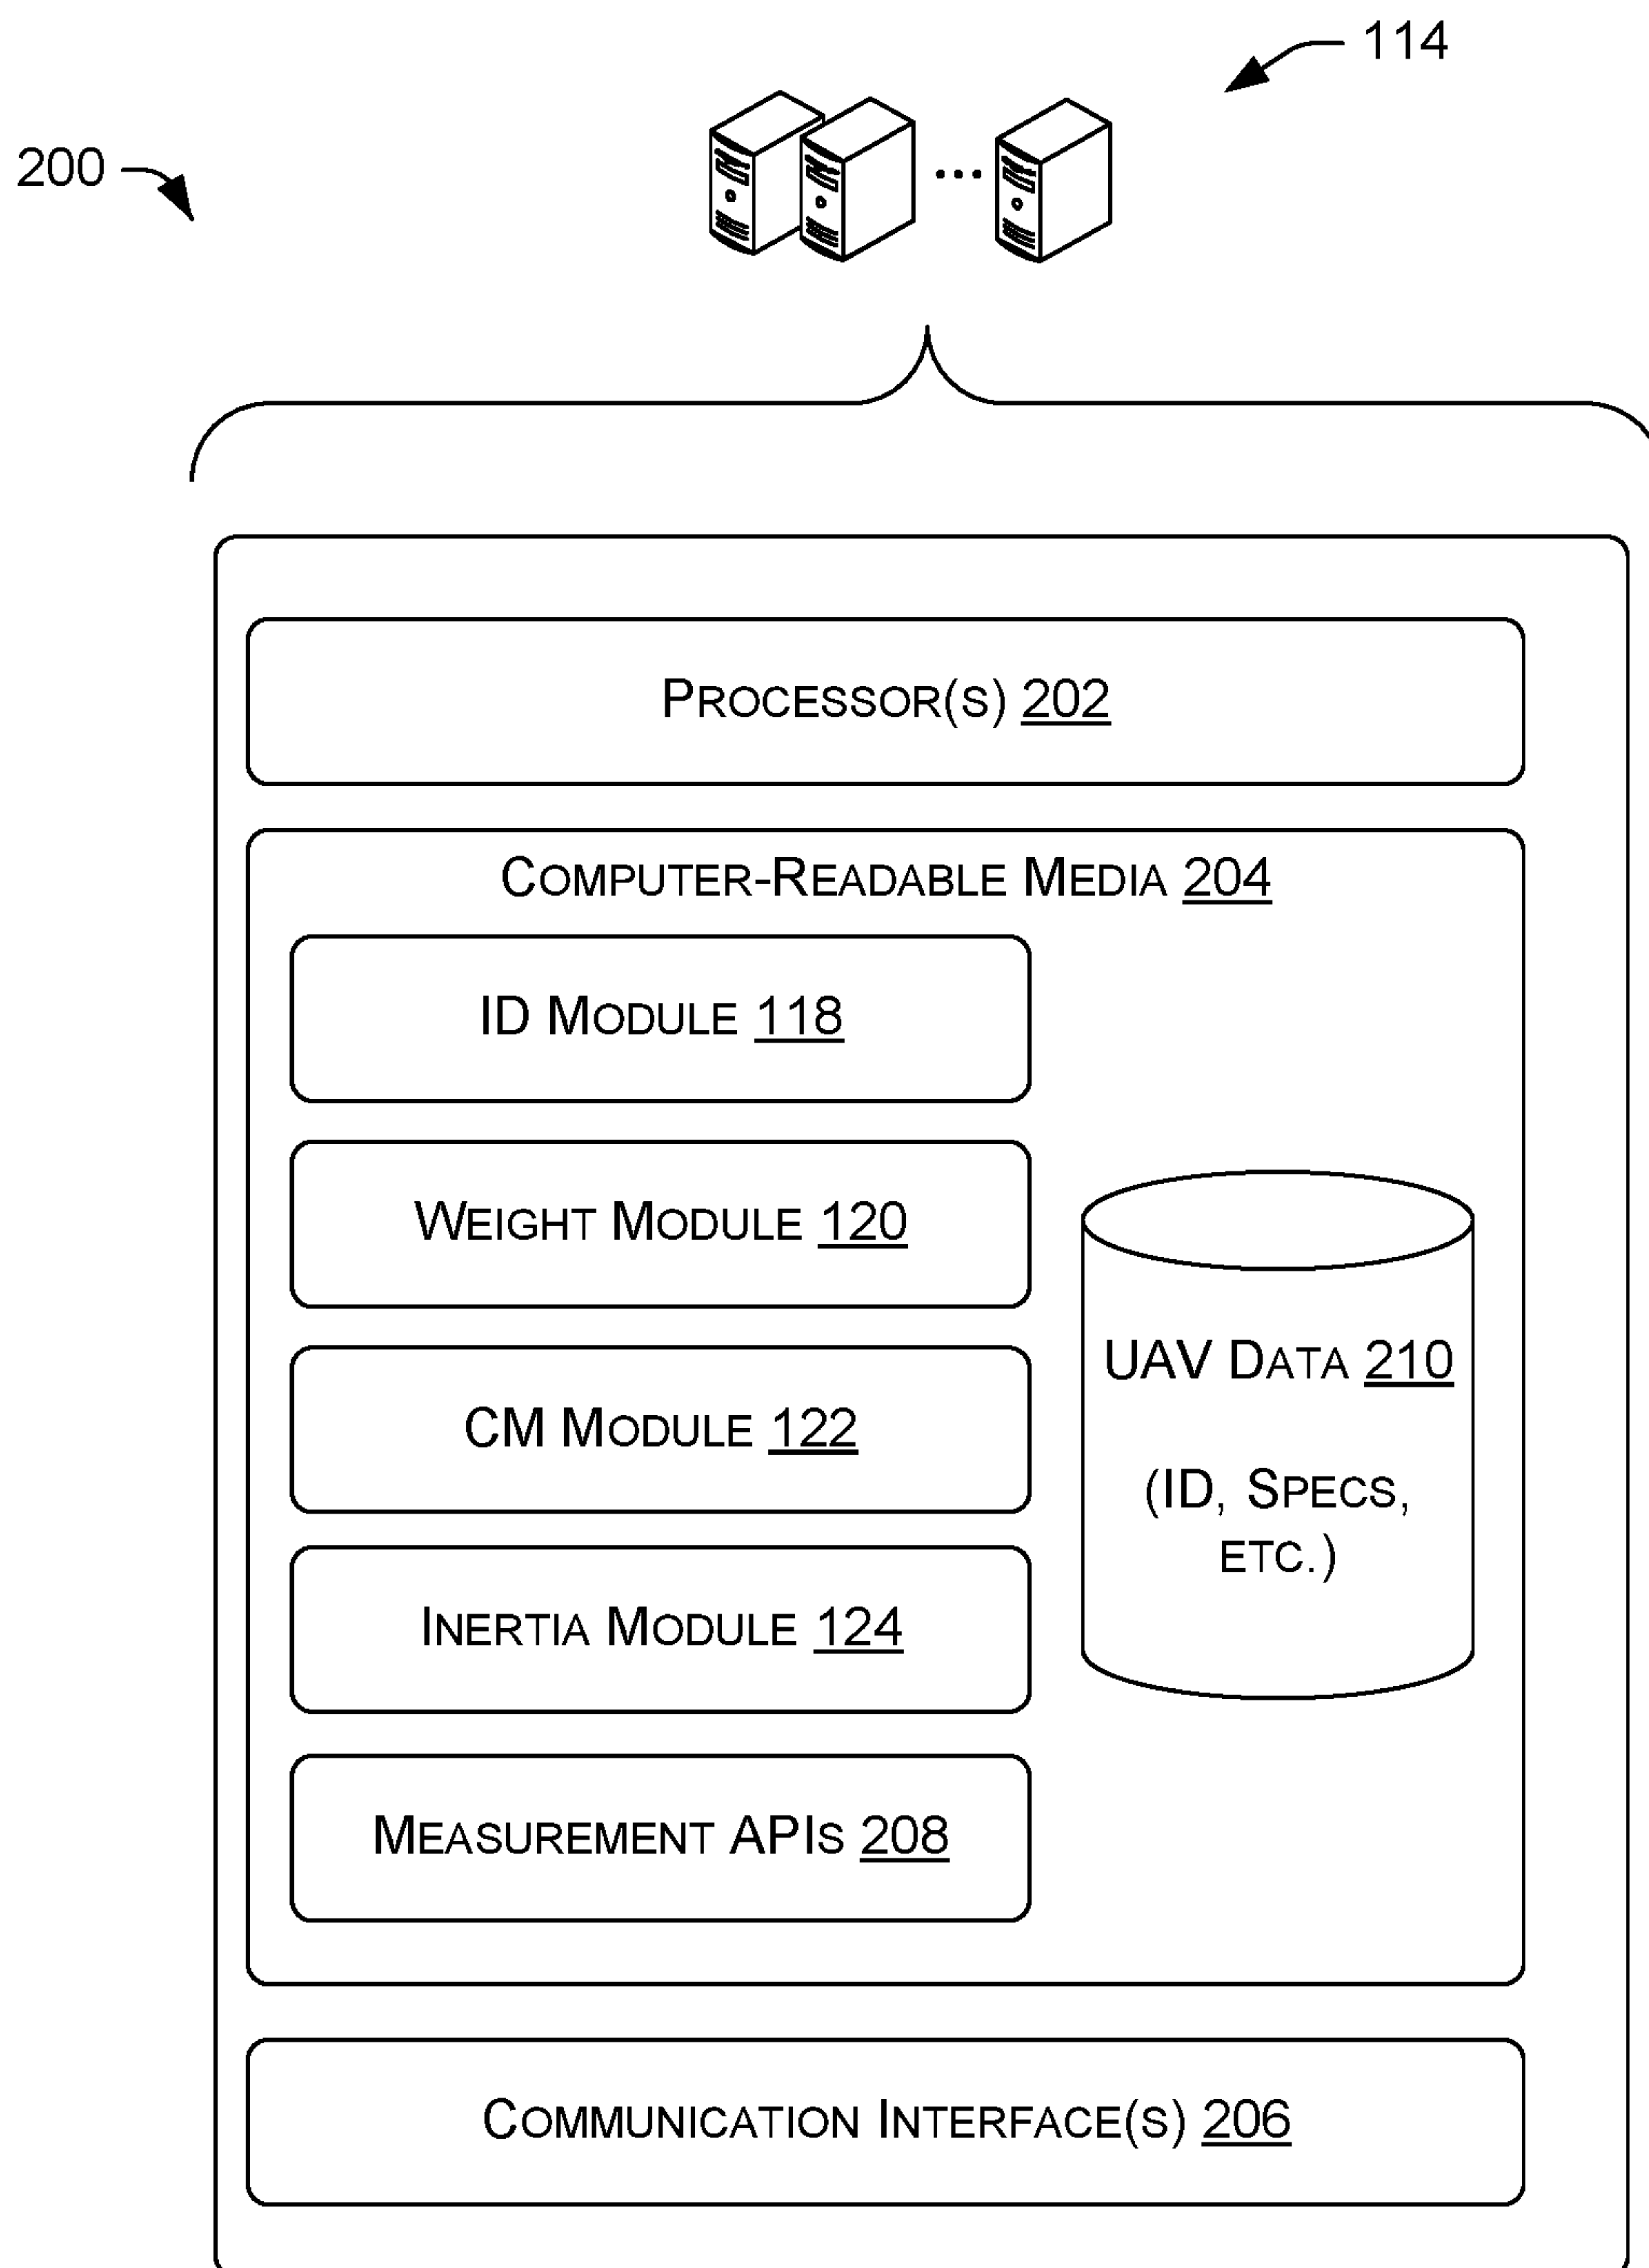 114
200
...
PROCESSOR(S) 202
COMPUTER-READABLE MEDIA 204
ID MODULE 118
WEIGHT MODULE 120
CM MODULE 122
INERTIA MODULE 124
MEASUREMENT APIS 208
UAV DATA 210
(ID, SPECS,
ETC.)
COMMUNICATION INTERFACE(S) 206